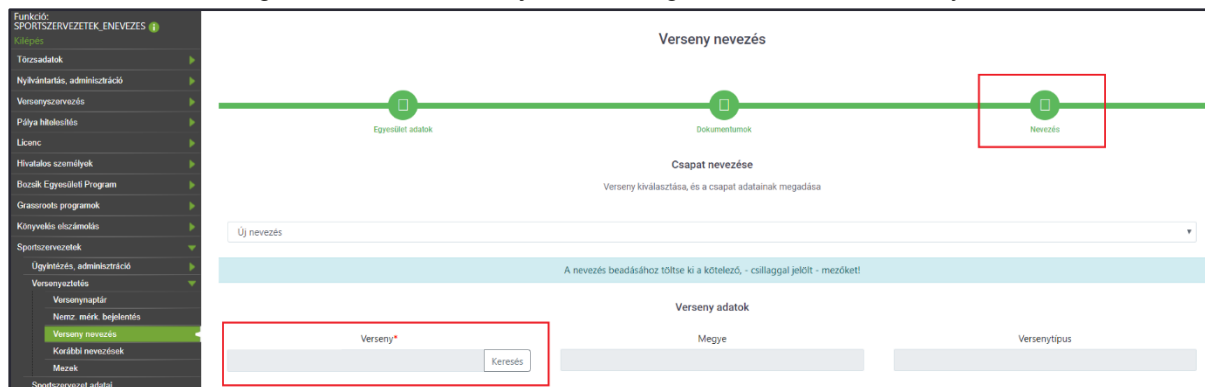 Funkció:
SPORTSZERVEZETEK_ENEVEZES
Kilépés
Törzsadatok
Nyilvántartás, adminisztráció
Versenyszervezés
Pálya hitelesítés
Licenc
Hivatalos személyek
Bozsik Egyesületi Program
Grassroots programok
Könyvelés elszámolás
Sportszervezetek
Ügyintézés, adminisztráció
Versenyeztetés
Versenynaptár
Nemz. mérk. bejelentés
Verseny nevezés
Korábbi nevezések
Mezek
Sportszervezet adatai
Verseny nevezés
Egyesület adatok
Dokumentumok
Nevezés
Csapat nevezése
Verseny kiválasztása, és a csapat adatainak megadása
Új nevezés
A nevezés beadásához töltse ki a kötelező, - csillaggal jelölt - mezőket!
Verseny adatok
Verseny*
Megye
Versenytípus
Keresés